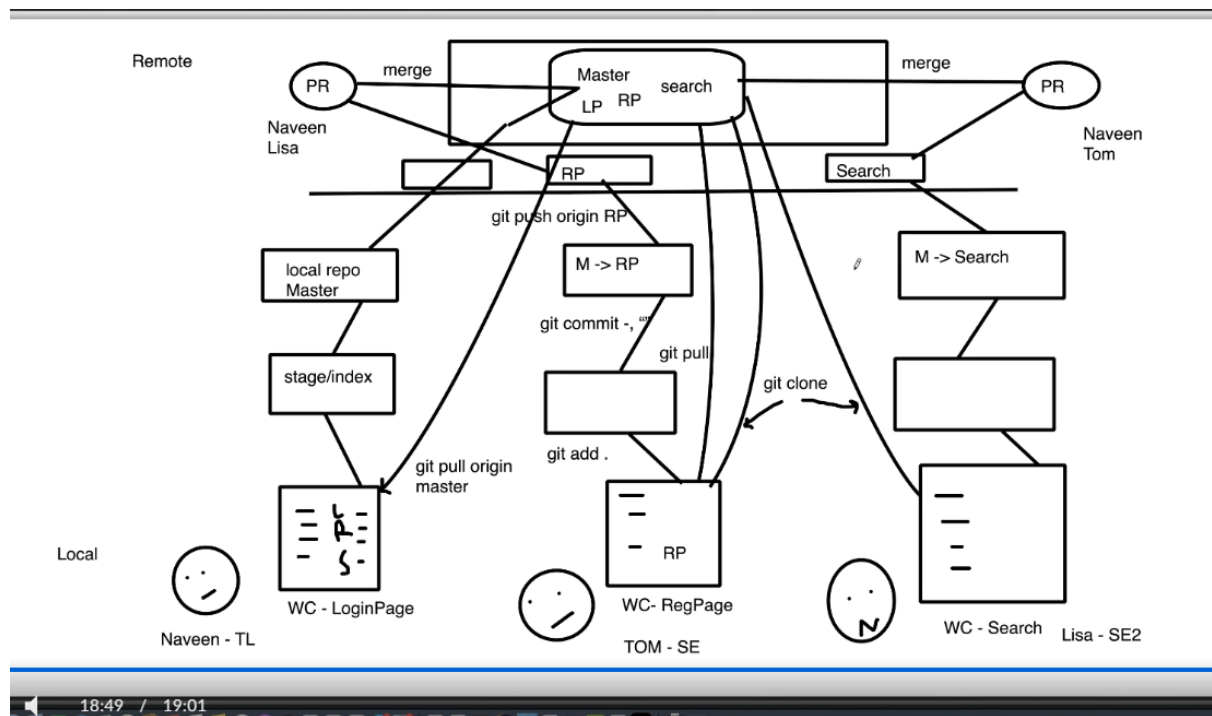 Remote
PR
merge
Master
search
LP
RP
merge
PR
Naveen
Lisa
Naveen
Tom
RP
Search
git push origin RP
local repo
Master
M -> RP
M -> Search
git commit -, “”
stage/index
git pull
git clone
git add .
git pull origin
master
L
R
S
RP
Local
WC - LoginPage
WC- RegPage
WC - Search
Naveen - TL
TOM - SE
Lisa - SE2
N
18:49 / 19:01